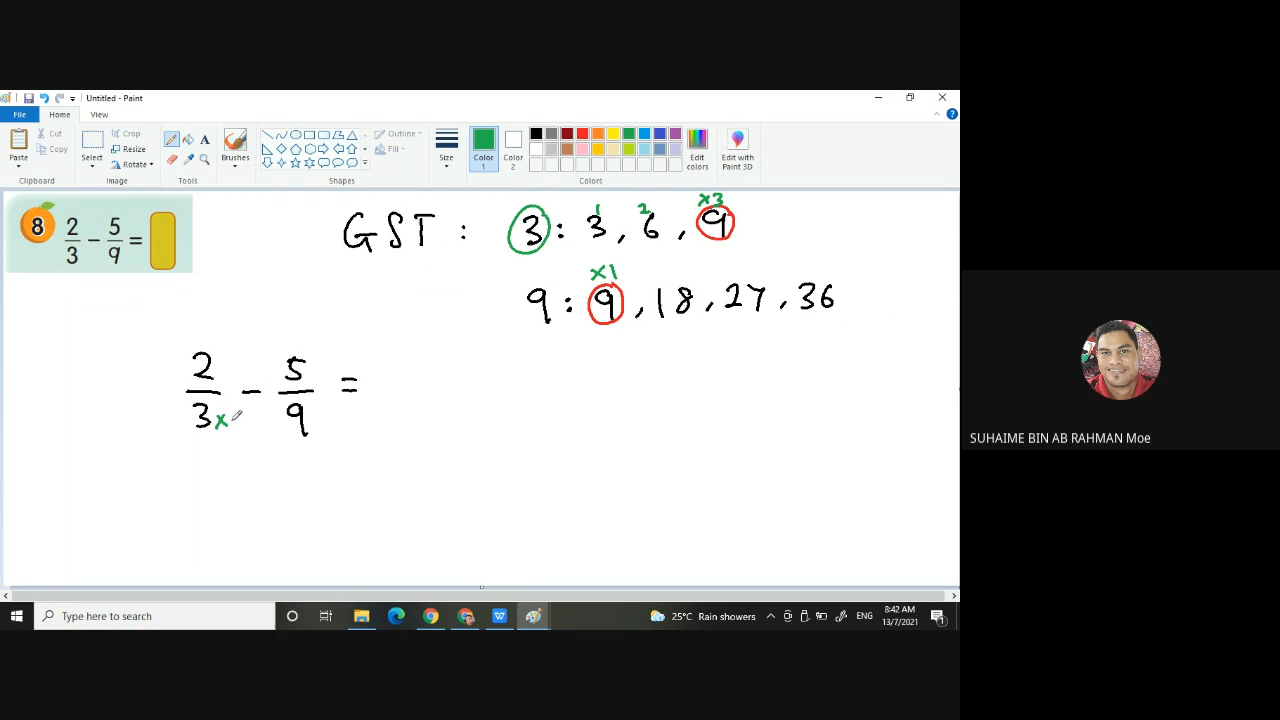 Untitled - Paint
File Home View
Paste
Cut
Copy
Clipboard
Select
Crop
Resize
Rotate
Image
Tools
Brushes
Shapes
Outline
Fill
Size
Color 1
Color 2
Edit colors
Edit with Paint 3D
Colors
8 2/3 - 5/9 =
GST : 3 : 3, 6, 9
1 2 x3
9 : 9, 18, 27, 36
x1
2/3x - 5/9 =
SUHAIME BIN AB RAHMAN Moe
Type here to search
25°C Rain showers
ENG
8:42 AM
13/7/2021
1